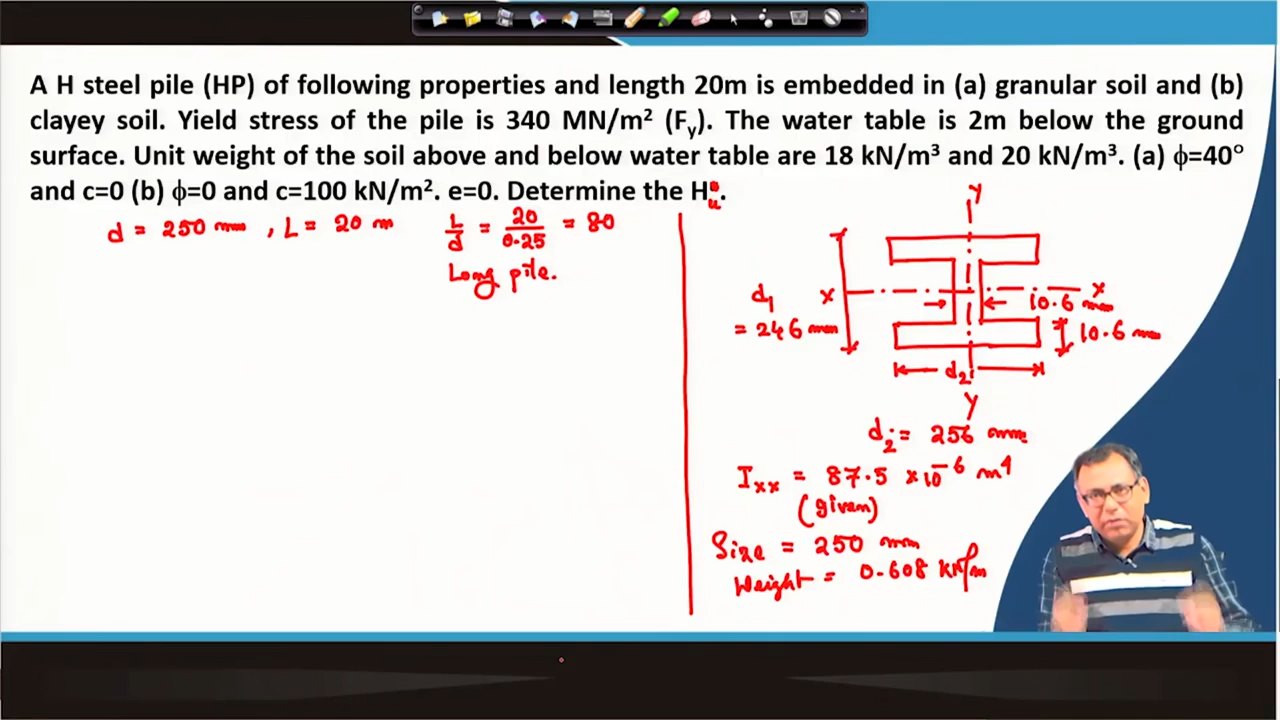 A H steel pile (HP) of following properties and length 20m is embedded in (a) granular soil and (b)
clayey soil. Yield stress of the pile is 340 MN/m² (Fy). The water table is 2m below the ground
surface. Unit weight of the soil above and below water table are 18 kN/m³ and 20 kN/m³. (a) ϕ=40°
and c=0 (b) ϕ=0 and c=100 kN/m². e=0. Determine the Hu.
d = 250 mm, L = 20 m
L/d = 20/0.25 = 80
Long pile.
y
x
x
d1
= 246 mm
10.6 mm
10.6 mm
d2
y
d2 = 256 mm
Ixx = 87.5 × 10⁻⁶ m⁴
(given)
Size = 250 mm
Weight = 0.608 kN/m